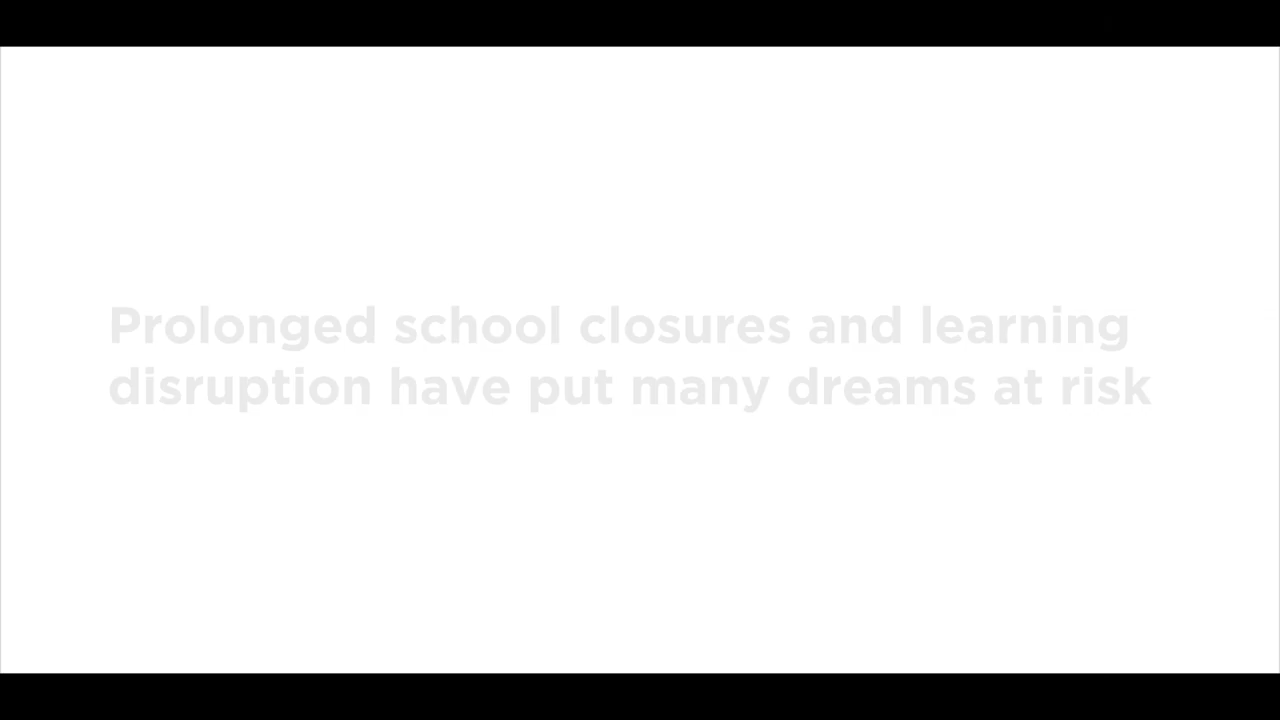 Prolonged school closures and learning
disruption have put many dreams at risk